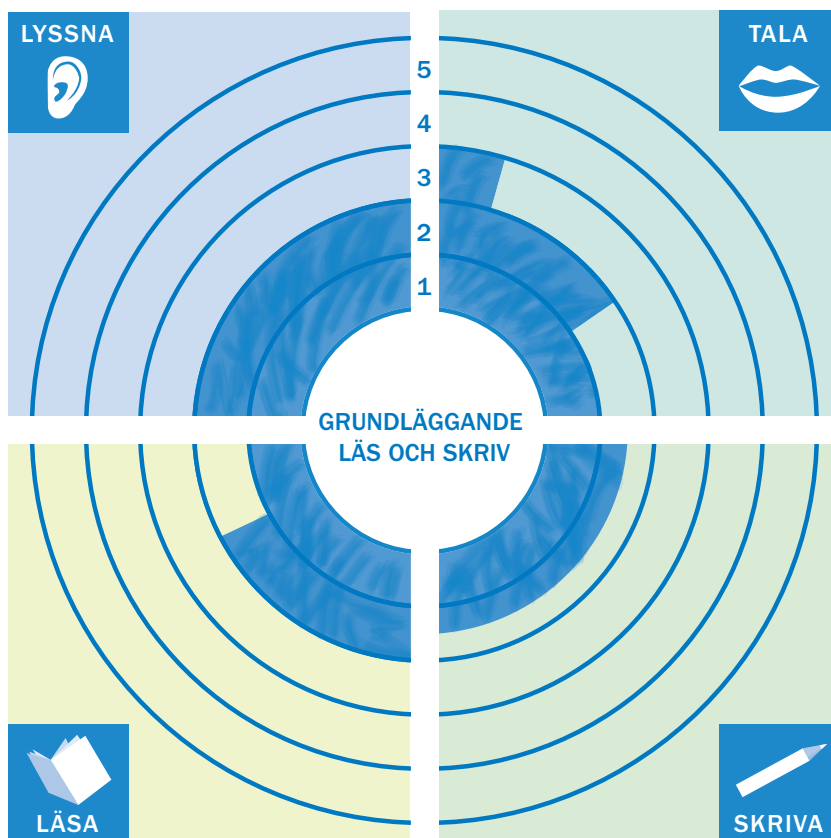 LYSSNA
TALA
5
4
3
2
1
GRUNDLÄGGANDE
LÄS OCH SKRIV
LÄSA
SKRIVA